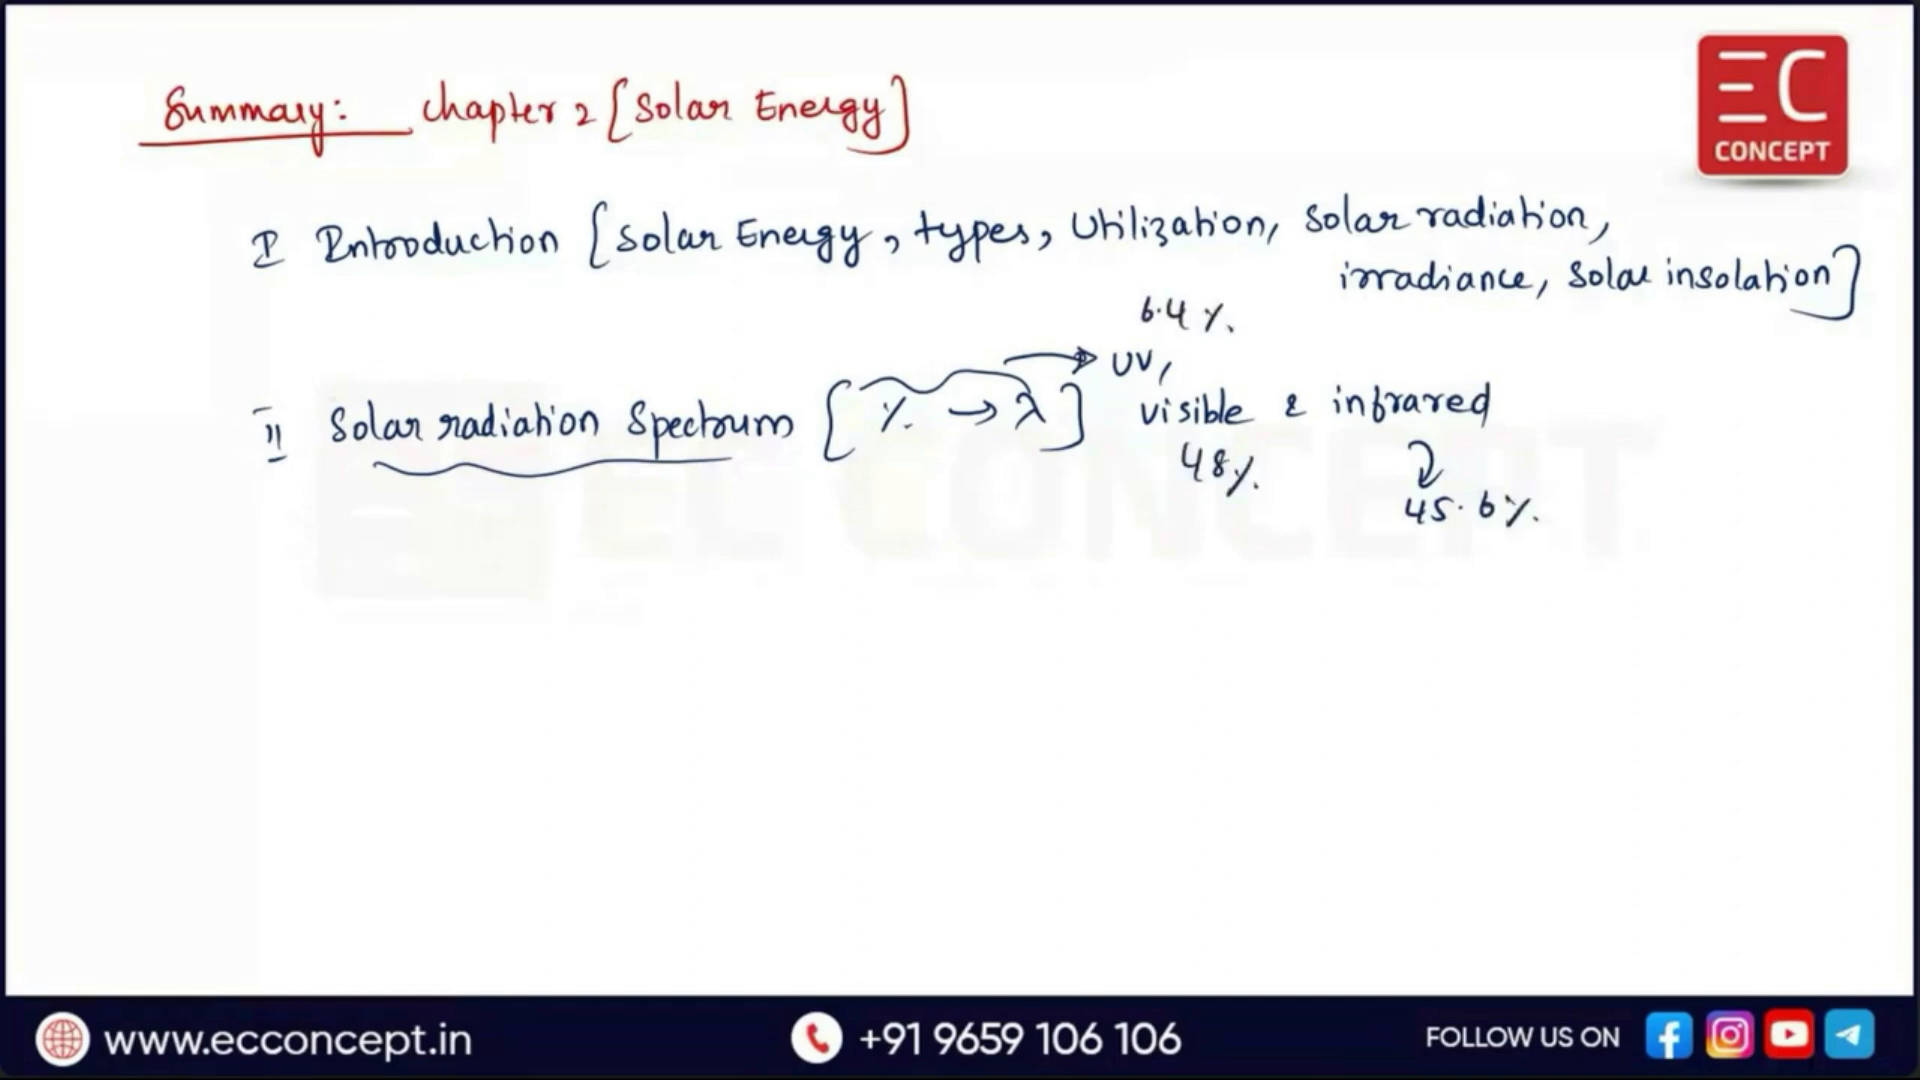 Summary: chapter 2 [Solar Energy]
EC
CONCEPT
I Introduction [Solar Energy, types, Utilization, Solar radiation,
irradiance, Solar insolation]
6.4 %.
II Solar radiation Spectrum [ %. → λ ] → UV,
visible & infrared
48%.
45.6%.
EC CONCEPT
www.ecconcept.in
+91 9659 106 106
FOLLOW US ON